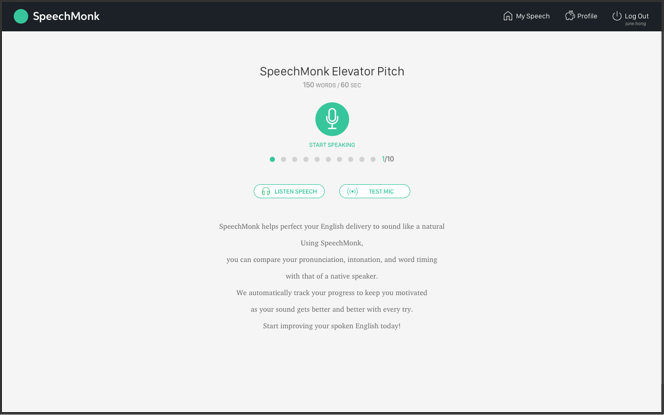 SpeechMonk
My Speech
Profile
Log Out
june.hong
SpeechMonk Elevator Pitch
150 WORDS / 60 SEC
START SPEAKING
1/10
LISTEN SPEECH
TEST MIC
SpeechMonk helps perfect your English delivery to sound like a natural
Using SpeechMonk,
you can compare your pronunciation, intonation, and word timing
with that of a native speaker.
We automatically track your progress to keep you motivated
as your sound gets better and better with every try.
Start improving your spoken English today!